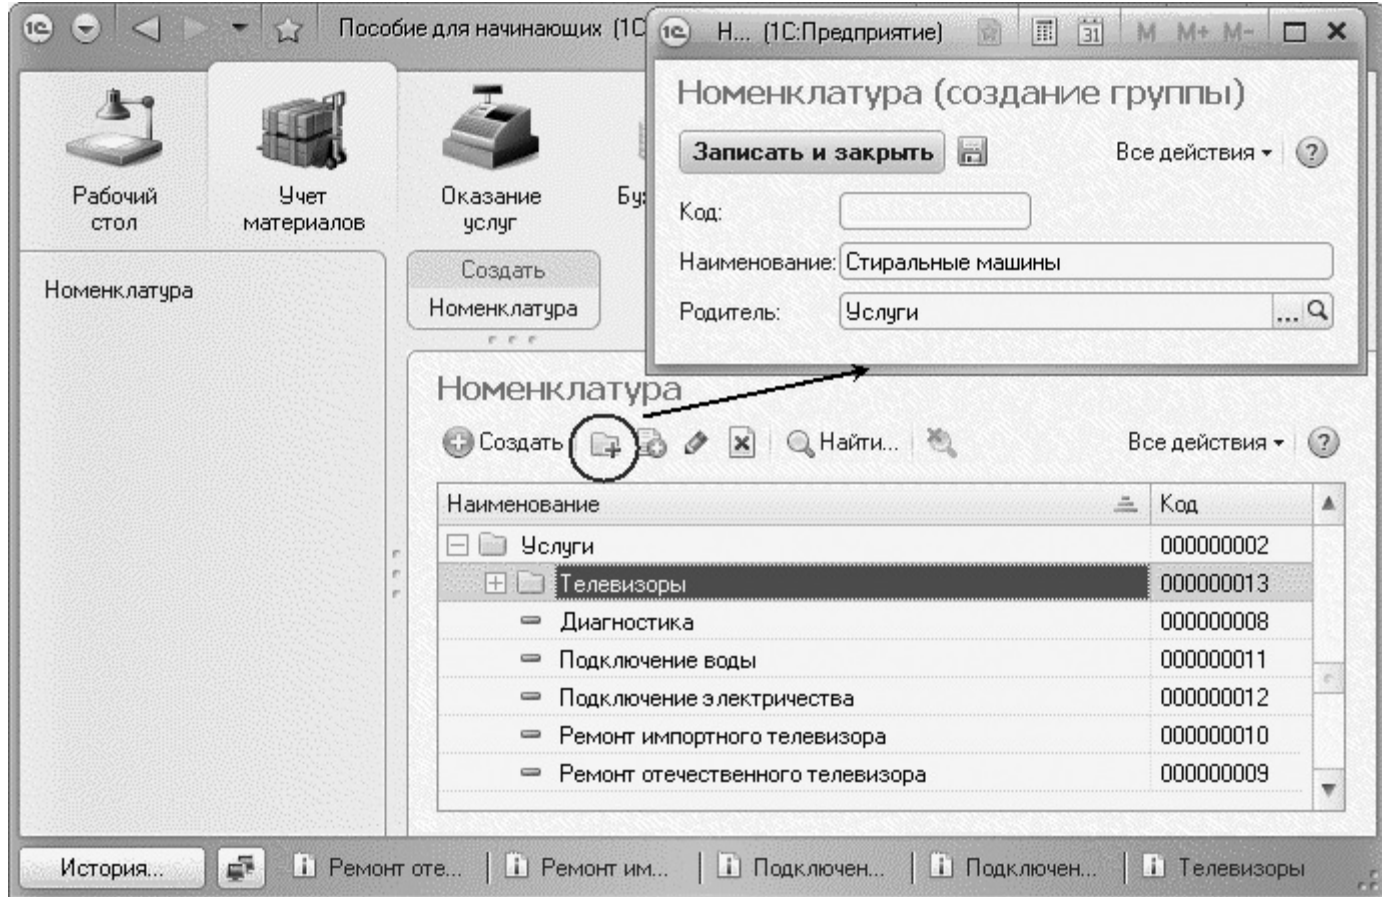 Пособие для начинающих (1С
Н... (1С:Предприятие)
31
M M+ M-
Номенклатура (создание группы)
Записать и закрыть
Все действия
?
Код:
Наименование: Стиральные машины
Родитель: Услуги ...
Рабочий стол
Учет материалов
Оказание услуг
Бух
Номенклатура
Создать
Номенклатура
Номенклатура
Создать
Найти...
Все действия
?
Наименование Код
Услуги 000000002
Телевизоры 000000013
Диагностика 000000008
Подключение воды 000000011
Подключение электричества 000000012
Ремонт импортного телевизора 000000010
Ремонт отечественного телевизора 000000009
История...
Ремонт оте...
Ремонт им...
Подключен...
Подключен...
Телевизоры